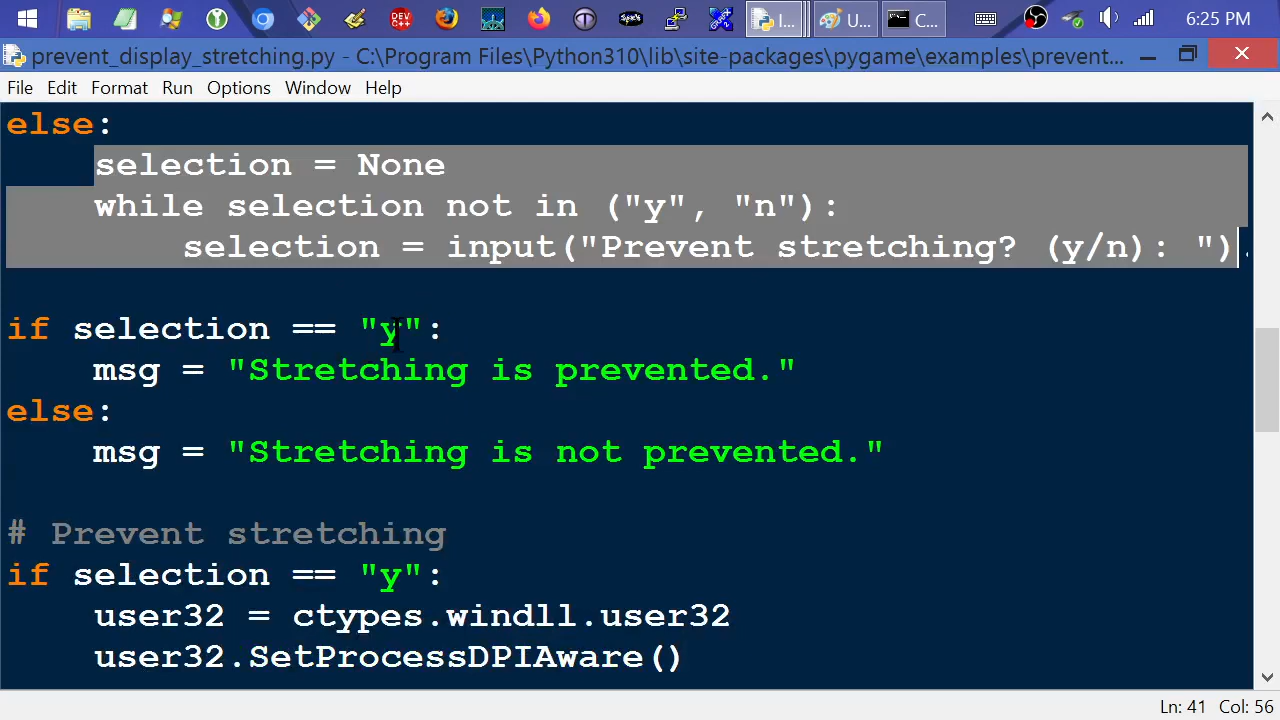 DEV C++
Spek
I...
U...
C...
6:25 PM
prevent_display_stretching.py - C:\Program Files\Python310\lib\site-packages\pygame\examples\prevent...
File Edit Format Run Options Window Help
else:
    selection = None
    while selection not in ("y", "n"):
        selection = input("Prevent stretching? (y/n): ").
if selection == "y":
    msg = "Stretching is prevented."
else:
    msg = "Stretching is not prevented."
# Prevent stretching
if selection == "y":
    user32 = ctypes.windll.user32
    user32.SetProcessDPIAware()
Ln: 41 Col: 56